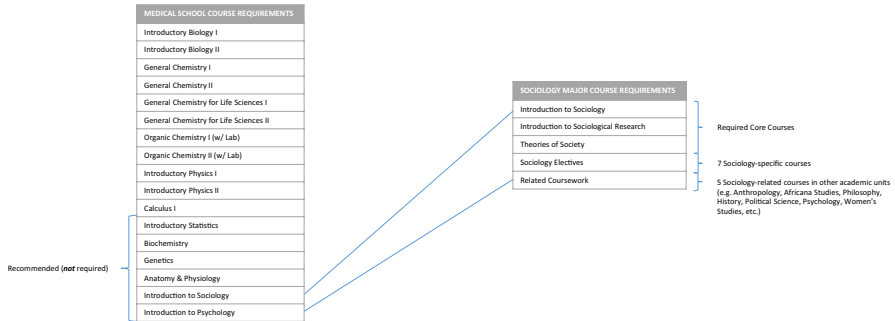 MEDICAL SCHOOL COURSE REQUIREMENTS
Introductory Biology I
Introductory Biology II
General Chemistry I
General Chemistry II
General Chemistry for Life Sciences I
General Chemistry for Life Sciences II
Organic Chemistry I (w/ Lab)
Organic Chemistry II (w/ Lab)
Introductory Physics I
Introductory Physics II
Calculus I
Introductory Statistics
Biochemistry
Genetics
Anatomy & Physiology
Introduction to Sociology
Introduction to Psychology
Recommended (not required)
SOCIOLOGY MAJOR COURSE REQUIREMENTS
Introduction to Sociology
Introduction to Sociological Research
Theories of Society
Sociology Electives
Related Coursework
Required Core Courses
7 Sociology-specific courses
5 Sociology-related courses in other academic units
(e.g. Anthropology, Africana Studies, Philosophy,
History, Political Science, Psychology, Women's
Studies, etc.)